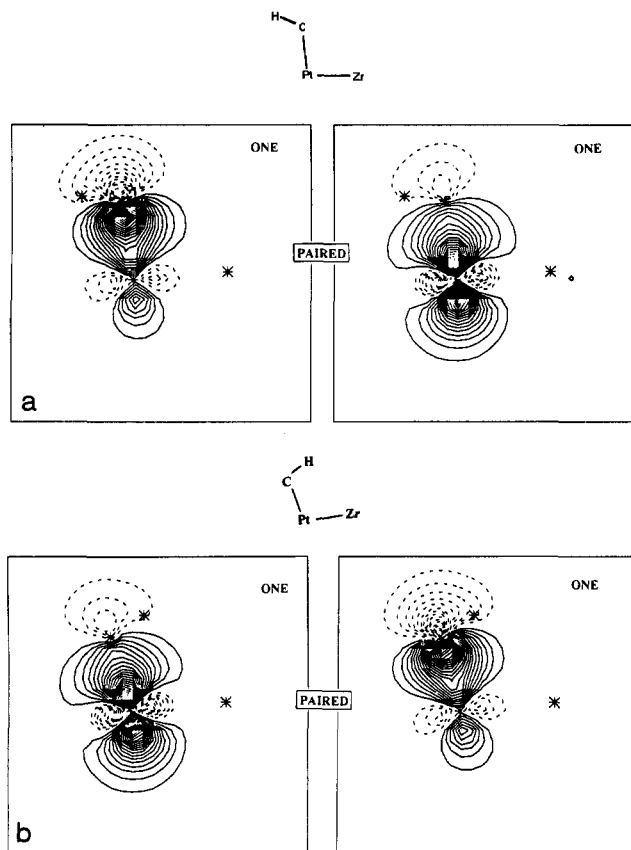 H
C
Pt Zr
ONE
ONE
PAIRED
a
H
C
Pt Zr
ONE
ONE
PAIRED
b